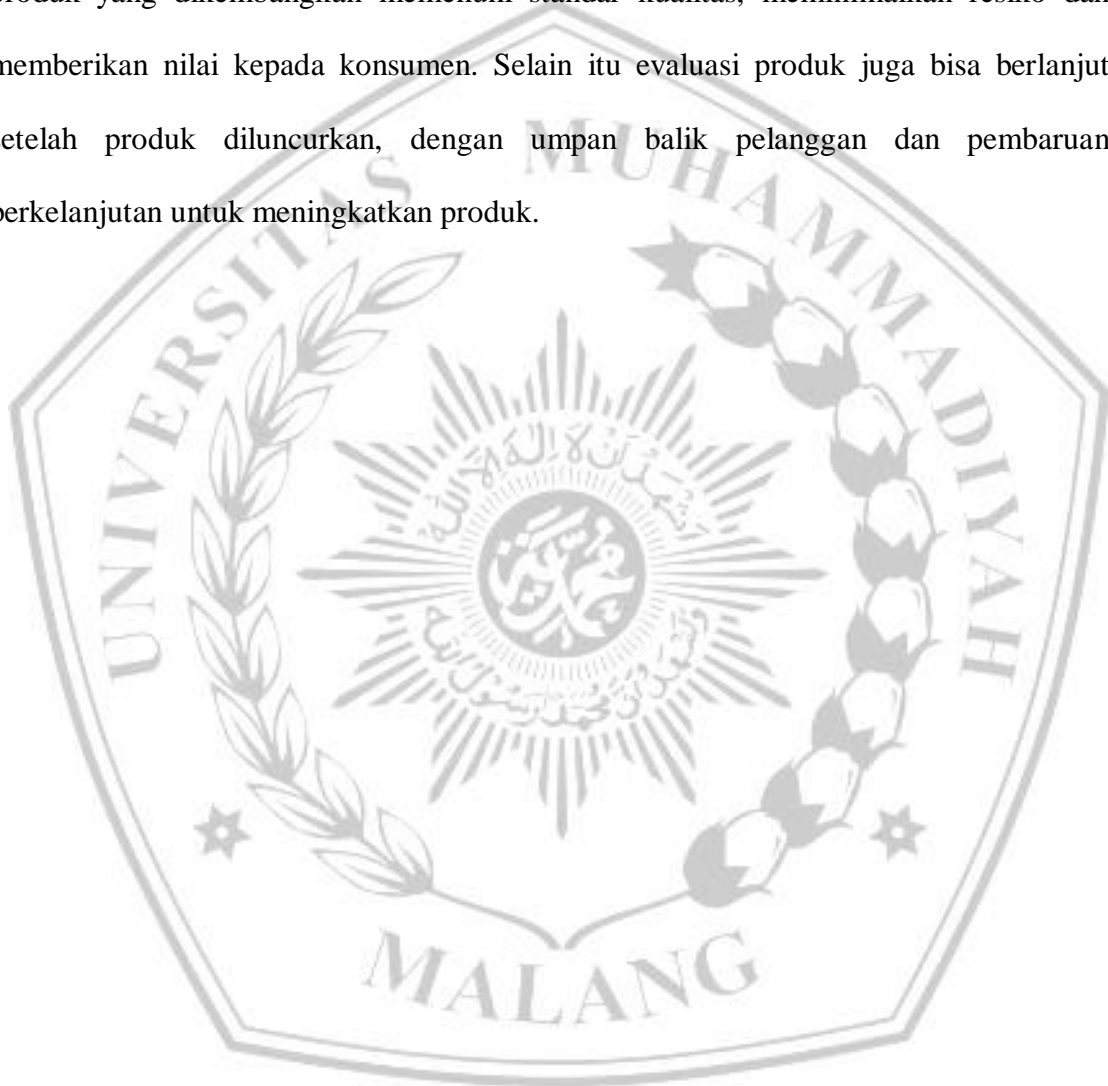 produk yang dikembangkan memenuhi standar kualitas, meminimalkan resiko dan
memberikan nilai kepada konsumen. Selain itu evaluasi produk juga bisa berlanjut
setelah produk diluncurkan, dengan umpan balik pelanggan dan pembaruan
berkelanjutan untuk meningkatkan produk.
UNIVERSITAS MUHAMMADIYAH
MALANG